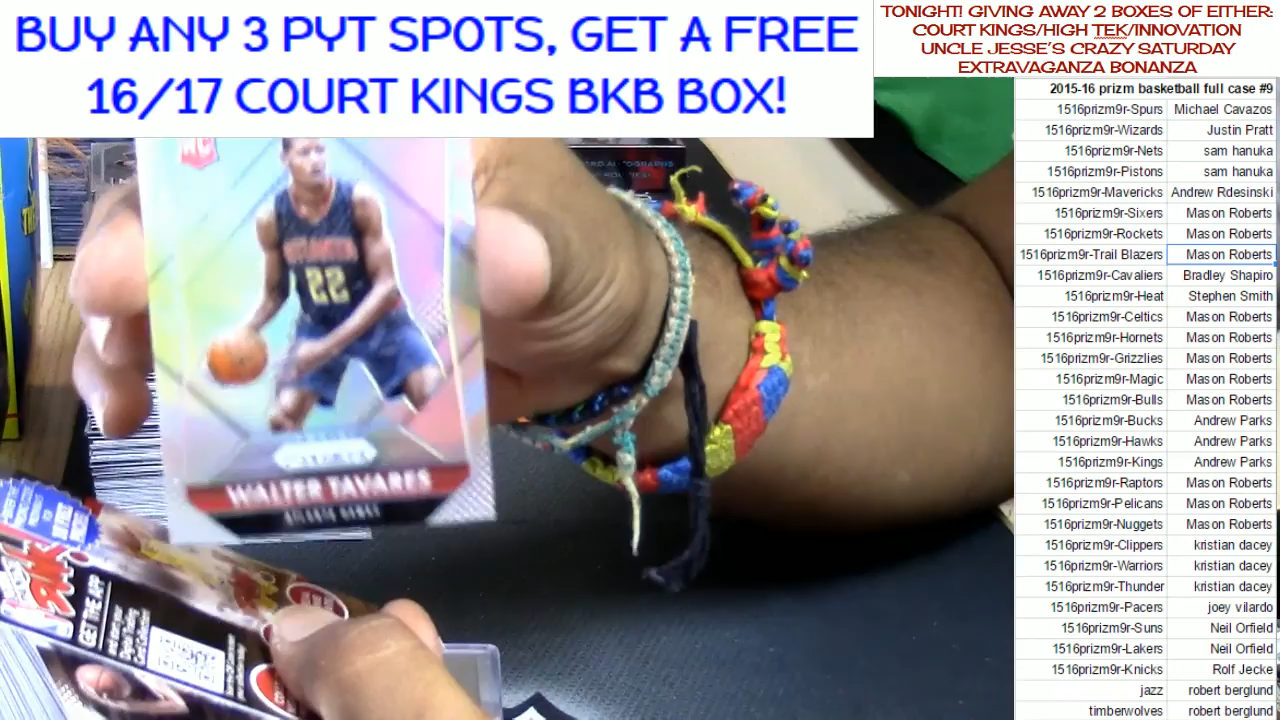 BUY ANY 3 PYT SPOTS, GET A FREE
16/17 COURT KINGS BKB BOX!
TONIGHT! GIVING AWAY 2 BOXES OF EITHER:
COURT KINGS/HIGH TEK/INNOVATION
UNCLE JESSE'S CRAZY SATURDAY
EXTRAVAGANZA BONANZA
2015-16 prizm basketball full case #9
1516prizm9r-Spurs Michael Cavazos
1516prizm9r-Wizards Justin Pratt
1516prizm9r-Nets sam hanuka
1516prizm9r-Pistons sam hanuka
1516prizm9r-Mavericks Andrew Rdesinski
1516prizm9r-Sixers Mason Roberts
1516prizm9r-Rockets Mason Roberts
1516prizm9r-Trail Blazers Mason Roberts
1516prizm9r-Cavaliers Bradley Shapiro
1516prizm9r-Heat Stephen Smith
1516prizm9r-Celtics Mason Roberts
1516prizm9r-Hornets Mason Roberts
1516prizm9r-Grizzlies Mason Roberts
1516prizm9r-Magic Mason Roberts
1516prizm9r-Bulls Mason Roberts
1516prizm9r-Bucks Andrew Parks
1516prizm9r-Hawks Andrew Parks
1516prizm9r-Kings Andrew Parks
1516prizm9r-Raptors Mason Roberts
1516prizm9r-Pelicans Mason Roberts
1516prizm9r-Nuggets Mason Roberts
1516prizm9r-Clippers kristian dacey
1516prizm9r-Warriors kristian dacey
1516prizm9r-Thunder kristian dacey
1516prizm9r-Pacers joey vilardo
1516prizm9r-Suns Neil Orfield
1516prizm9r-Lakers Neil Orfield
1516prizm9r-Knicks Rolf Jecke
jazz robert berglund
timberwolves robert berglund
22
WALTER TAVARES